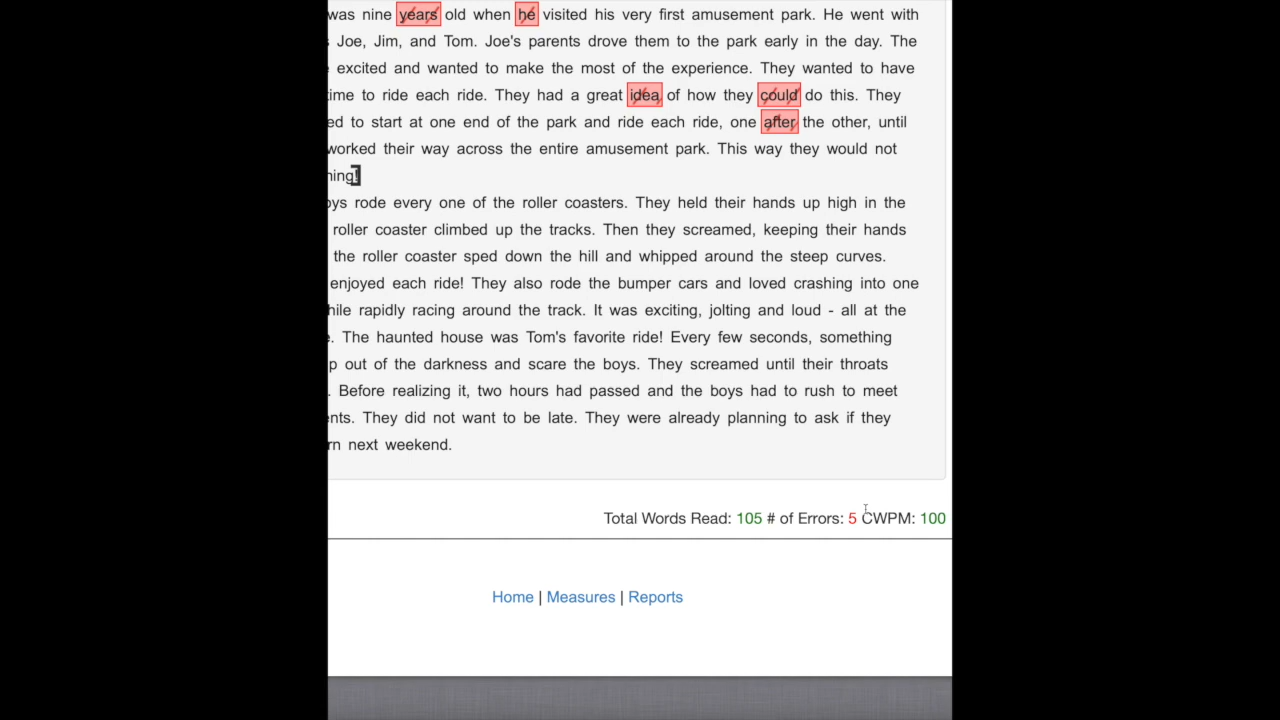 was nine years old when he visited his very first amusement park. He went with
Joe, Jim, and Tom. Joe's parents drove them to the park early in the day. The
excited and wanted to make the most of the experience. They wanted to have
time to ride each ride. They had a great idea of how they could do this. They
ed to start at one end of the park and ride each ride, one after the other, until
worked their way across the entire amusement park. This way they would not
hing!
oys rode every one of the roller coasters. They held their hands up high in the
roller coaster climbed up the tracks. Then they screamed, keeping their hands
the roller coaster sped down the hill and whipped around the steep curves.
enjoyed each ride! They also rode the bumper cars and loved crashing into one
hile rapidly racing around the track. It was exciting, jolting and loud - all at the
. The haunted house was Tom's favorite ride! Every few seconds, something
p out of the darkness and scare the boys. They screamed until their throats
. Before realizing it, two hours had passed and the boys had to rush to meet
ents. They did not want to be late. They were already planning to ask if they
rn next weekend.
Total Words Read: 105 # of Errors: 5 CWPM: 100
Home | Measures | Reports